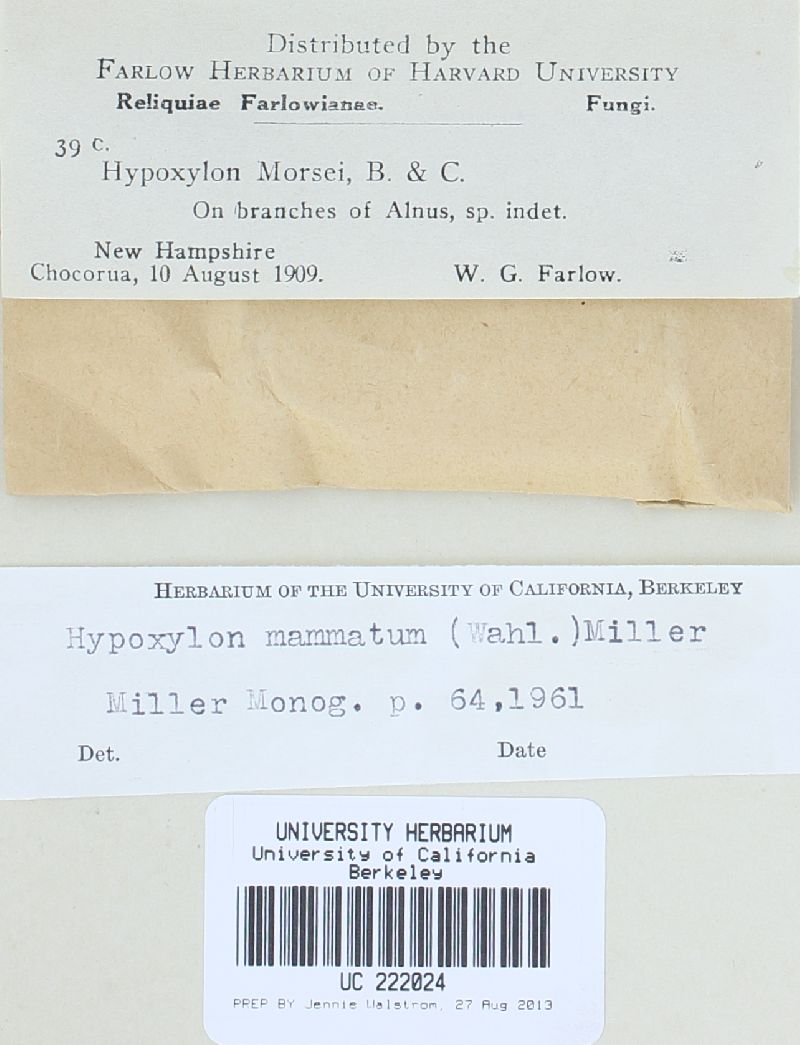 Distributed by the
FARLOW HERBARIUM OF HARVARD UNIVERSITY
Reliquiae Farlowianae. Fungi.
39 c.
Hypoxylon Morsei, B. & C.
On branches of Alnus, sp. indet.
New Hampshire
Chocorua, 10 August 1909. W. G. Farlow.
HERBARIUM OF THE UNIVERSITY OF CALIFORNIA, BERKELEY
Hypoxylon mammatum (Wahl.)Miller
Miller Monog. p. 64,1961
Det. Date
UNIVERSITY HERBARIUM
University of California
Berkeley
UC 222024
PREP BY Jennie Walstrom, 27 Aug 2013